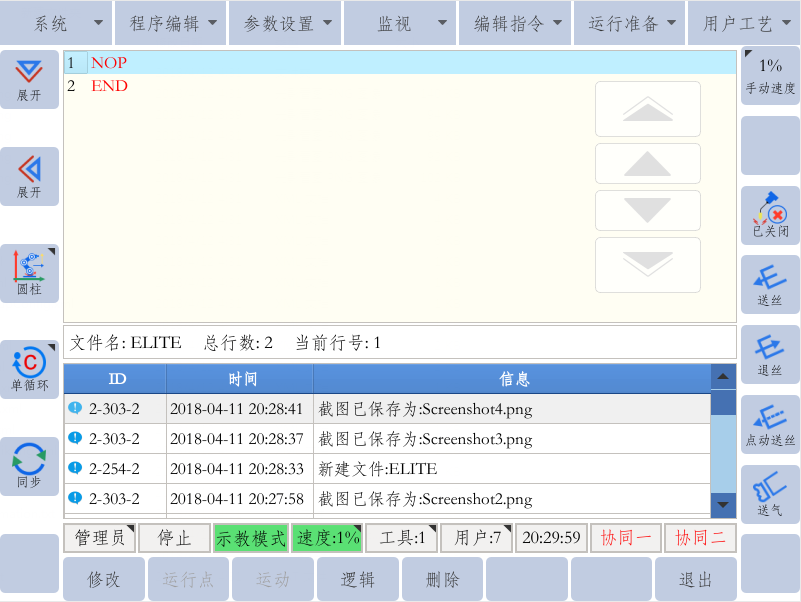 系统 程序编辑 参数设置 监视 编辑指令 运行准备 用户工艺
展开
展开
圆柱
C
单循环
同步
1 NOP
2 END
文件名: ELITE 总行数: 2 当前行号: 1
ID 时间 信息
2-303-2 2018-04-11 20:28:41 截图已保存为:Screenshot4.png
2-303-2 2018-04-11 20:28:37 截图已保存为:Screenshot3.png
2-254-2 2018-04-11 20:28:33 新建文件:ELITE
2-303-2 2018-04-11 20:27:58 截图已保存为:Screenshot2.png
管理员 停止 示教模式 速度:1% 工具:1 用户:7 20:29:59 协同一 协同二
修改 运行点 运动 逻辑 删除 退出
1%
手动速度
已关闭
送丝
退丝
点动送丝
送气